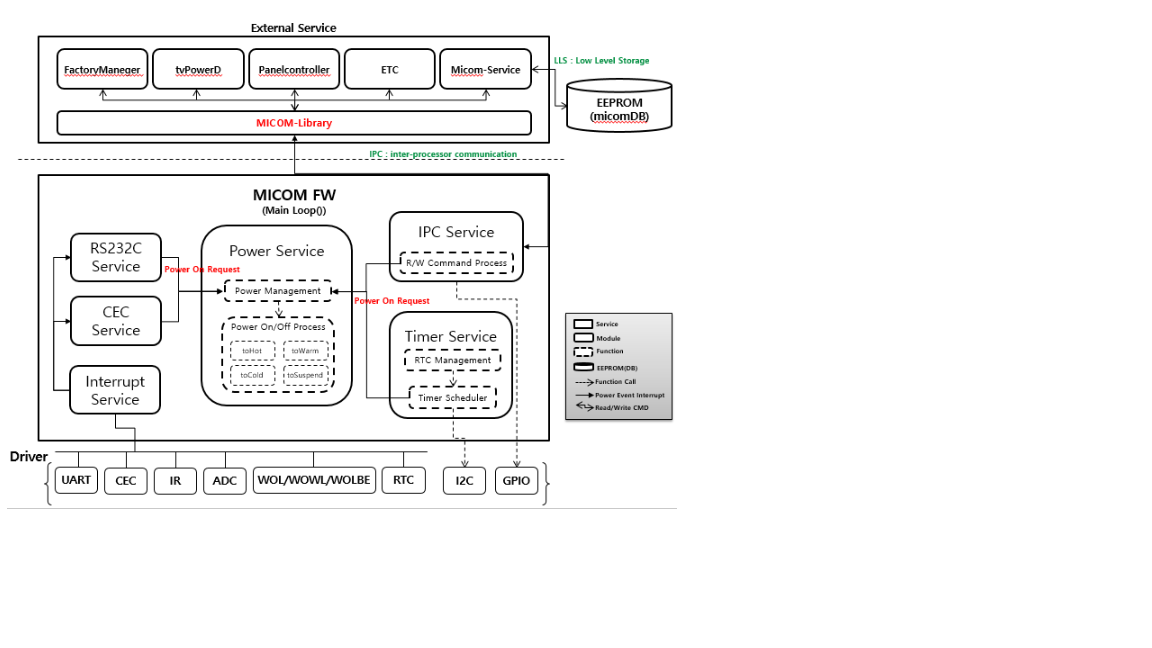 External Service
FactoryManeger
tvPowerD
Panelcontroller
ETC
Micom-Service
LLS : Low Level Storage
EEPROM
(micomDB)
MICOM-Library
IPC : inter-processor communication
MICOM FW
(Main Loop())
RS232C
Service
CEC
Service
Interrupt
Service
Power On Request
Power Service
Power Management
Power On/Off Process
toHot
toWarm
toCold
toSuspend
IPC Service
R/W Command Process
Power On Request
Timer Service
RTC Management
Timer Scheduler
Service
Module
Function
EEPROM(DB)
Function Call
Power Event Interrupt
Read/Write CMD
Driver
UART
CEC
IR
ADC
WOL/WOWL/WOLBE
RTC
I2C
GPIO